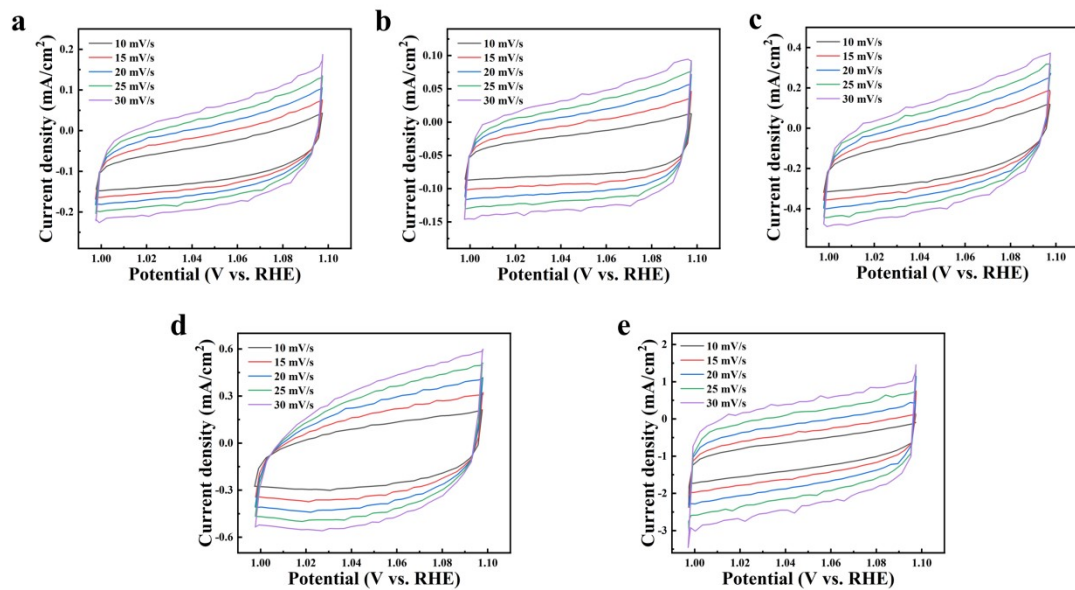 a
Current density (mA/cm²)
10 mV/s
15 mV/s
20 mV/s
25 mV/s
30 mV/s
0.2
0.1
0.0
-0.1
-0.2
1.00 1.02 1.04 1.06 1.08 1.10
Potential (V vs. RHE)
b
Current density (mA/cm²)
10 mV/s
15 mV/s
20 mV/s
25 mV/s
30 mV/s
0.10
0.05
0.00
-0.05
-0.10
-0.15
1.00 1.02 1.04 1.06 1.08 1.10
Potential (V vs. RHE)
c
Current density (mA/cm²)
10 mV/s
15 mV/s
20 mV/s
25 mV/s
30 mV/s
0.4
0.2
0.0
-0.2
-0.4
1.00 1.02 1.04 1.06 1.08 1.10
Potential (V vs. RHE)
d
Current density (mA/cm²)
10 mV/s
15 mV/s
20 mV/s
25 mV/s
30 mV/s
0.6
0.3
0.0
-0.3
-0.6
1.00 1.02 1.04 1.06 1.08 1.10
Potential (V vs. RHE)
e
Current density (mA/cm²)
10 mV/s
15 mV/s
20 mV/s
25 mV/s
30 mV/s
2
1
0
-1
-2
-3
1.00 1.02 1.04 1.06 1.08 1.10
Potential (V vs. RHE)